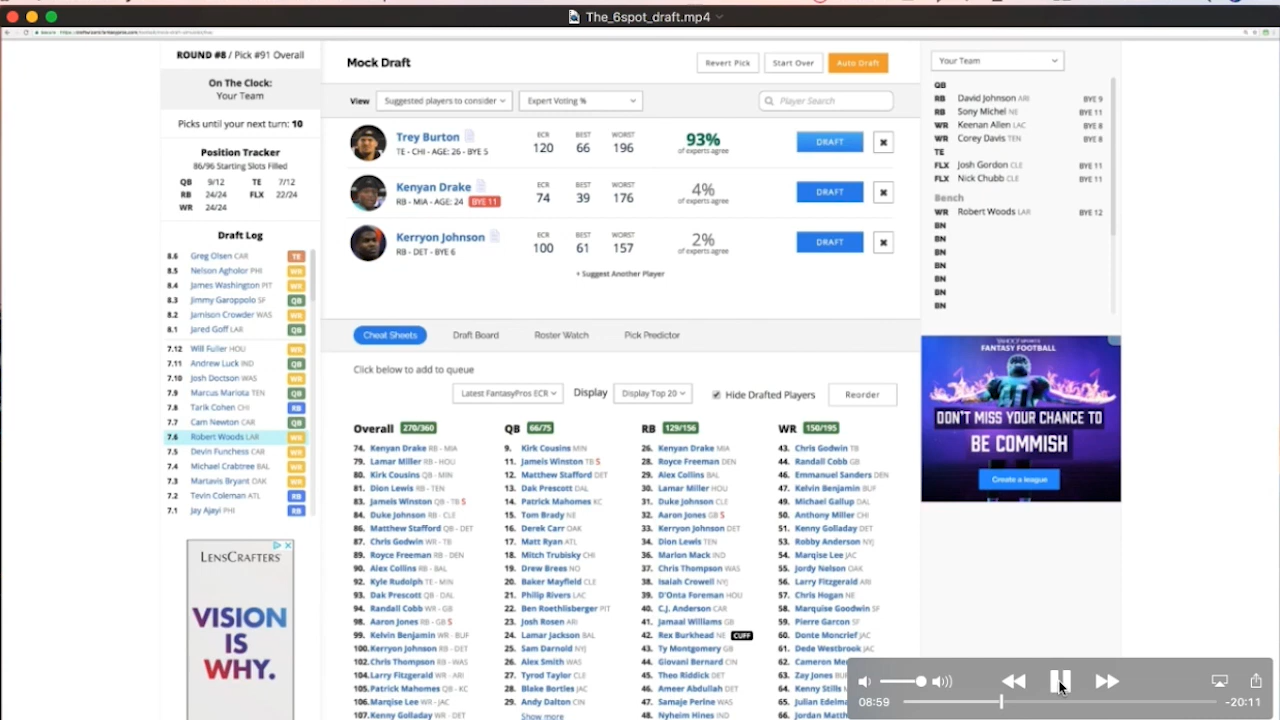 The_6spot_draft.mp4
ROUND #8 / Pick #91 Overall
On The Clock:
Your Team
Picks until your next turn: 10
Position Tracker
86/96 Starting Slots Filled
QB 9/12 TE 7/12
RB 24/24 FLX 22/24
WR 24/24
Draft Log
8.6 Greg Olsen CAR TE
8.5 Nelson Agholor PHI WR
8.4 James Washington PIT WR
8.3 Jimmy Garoppolo SF QB
8.2 Jamison Crowder WAS WR
8.1 Jared Goff LAR QB
7.12 Will Fuller HOU WR
7.11 Andrew Luck IND QB
7.10 Josh Doctson WAS WR
7.9 Marcus Mariota TEN QB
7.8 Tarik Cohen CHI RB
7.7 Cam Newton CAR QB
7.6 Robert Woods LAR WR
7.5 Devin Funchess CAR WR
7.4 Michael Crabtree BAL WR
7.3 Martavis Bryant OAK WR
7.2 Tevin Coleman ATL RB
7.1 Jay Ajayi PHI RB
LENSCRAFTERS
VISION
IS
WHY.
Mock Draft
Revert Pick Start Over Auto Draft
View Suggested players to consider Expert Voting % Player Search
Trey Burton ECR BEST WORST 93% DRAFT
TE - CHI - AGE: 26 - BYE 5 120 66 196 of experts agree
Kenyan Drake ECR BEST WORST 4% DRAFT
RB - MIA - AGE: 24 BYE 11 74 39 176 of experts agree
Kerryon Johnson ECR BEST WORST 2% DRAFT
RB - DET - BYE 6 100 61 157 of experts agree
+ Suggest Another Player
Cheat Sheets Draft Board Roster Watch Pick Predictor
Click below to add to queue
Latest FantasyPros ECR Display Display Top 20 Hide Drafted Players Reorder
Overall 270/360
74. Kenyan Drake RB - MIA
79. Lamar Miller RB - HOU
80. Kirk Cousins QB - MIN
81. Dion Lewis RB - TEN
83. Jameis Winston QB - TB S
84. Duke Johnson RB - CLE
86. Matthew Stafford QB - DET
87. Chris Godwin WR - TB
89. Royce Freeman RB - DEN
90. Alex Collins RB - BAL
92. Kyle Rudolph TE - MIN
93. Dak Prescott QB - DAL
94. Randall Cobb WR - GB
98. Aaron Jones RB - GB S
99. Kelvin Benjamin WR - BUF
100. Kerryon Johnson RB - DET
102. Chris Thompson RB - WAS
104. Larry Fitzgerald WR - ARI
105. Patrick Mahomes QB - KC
106. Marqise Lee WR - JAC
107. Kenny Golladay WR - DET
QB 66/75
9. Kirk Cousins MIN
11. Jameis Winston TB S
12. Matthew Stafford DET
13. Dak Prescott DAL
14. Patrick Mahomes KC
15. Tom Brady NE
16. Derek Carr OAK
17. Matt Ryan ATL
18. Mitch Trubisky CHI
19. Drew Brees NO
20. Baker Mayfield CLE
21. Philip Rivers LAC
22. Ben Roethlisberger PIT
23. Josh Rosen ARI
24. Lamar Jackson BAL
25. Sam Darnold NYJ
26. Alex Smith WAS
27. Tyrod Taylor CLE
28. Blake Bortles JAC
29. Andy Dalton CIN
Show more
RB 129/156
26. Kenyan Drake MIA
28. Royce Freeman DEN
29. Alex Collins BAL
30. Lamar Miller HOU
31. Duke Johnson CLE
32. Aaron Jones GB S
33. Kerryon Johnson DET
34. Dion Lewis TEN
36. Marlon Mack IND
37. Chris Thompson WAS
38. Isaiah Crowell NYJ
39. D'Onta Foreman HOU
40. C.J. Anderson CAR
41. Jamaal Williams GB
42. Rex Burkhead NE CUFF
43. Ty Montgomery GB
44. Giovani Bernard CIN
45. Theo Riddick DET
46. Ameer Abdullah DET
47. Samaje Perine WAS
48. Nyheim Hines IND
WR 150/195
43. Chris Godwin TB
44. Randall Cobb GB
46. Emmanuel Sanders DEN
47. Kelvin Benjamin BUF
49. Michael Gallup DAL
50. Anthony Miller CHI
51. Kenny Golladay DET
53. Robby Anderson NYJ
54. Marqise Lee JAC
55. Jordy Nelson OAK
56. Larry Fitzgerald ARI
57. Chris Hogan NE
58. Marquise Goodwin SF
59. Pierre Garcon SF
60. Donte Moncrief JAC
61. Dede Westbrook JAC
62. Cameron
63. Zay Jones
64. Kenny Stills
65. Julian Edelman
66. Jordan
Your Team
QB
RB David Johnson ARI BYE 9
RB Sony Michel NE BYE 11
WR Keenan Allen LAC BYE 8
WR Corey Davis TEN BYE 8
TE
FLX Josh Gordon CLE BYE 11
FLX Nick Chubb CLE BYE 11
Bench
WR Robert Woods LAR BYE 12
BN
BN
BN
BN
BN
BN
BN
FANTASY FOOTBALL
DON'T MISS YOUR CHANCE TO
BE COMMISH
Create a league
08:59 -20:11